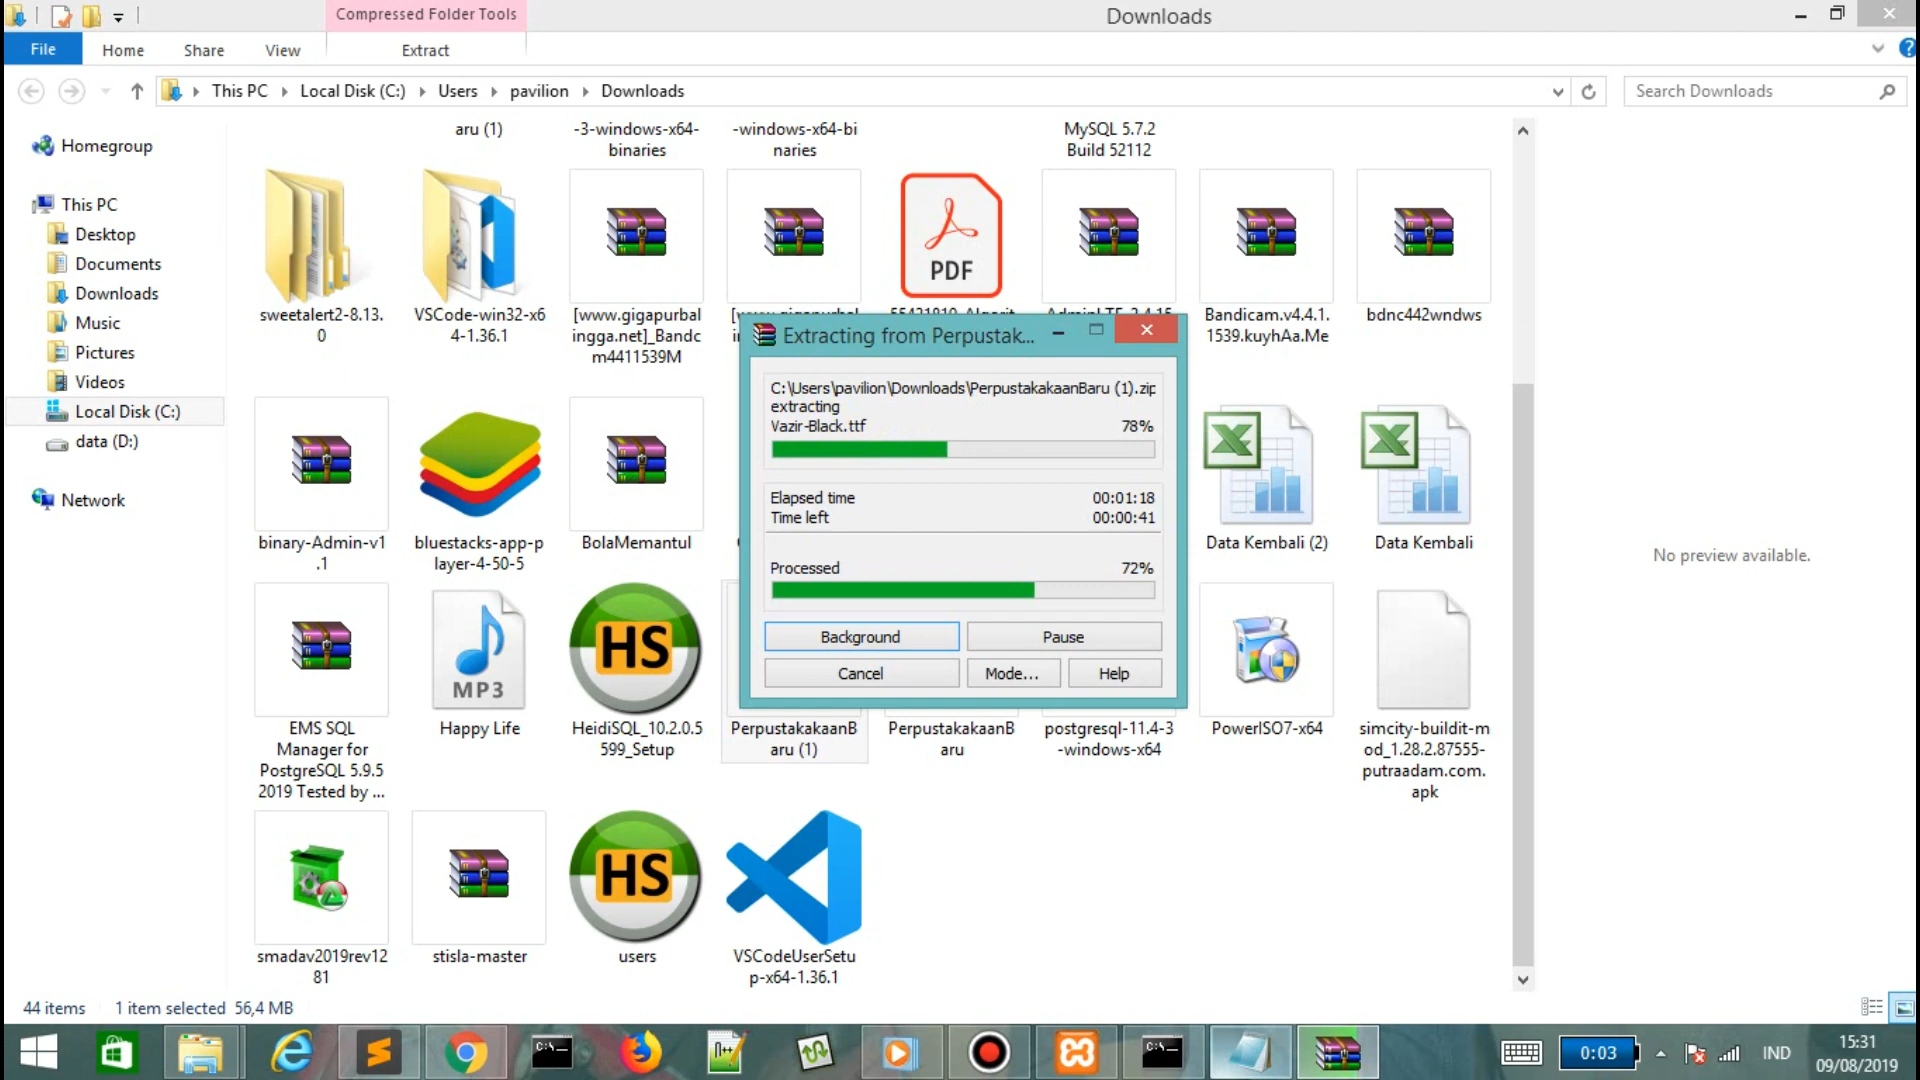 Compressed Folder Tools
Downloads
File
Home
Share
View
Extract
This PC
Local Disk (C:)
Users
pavilion
Downloads
Search Downloads
Homegroup
This PC
Desktop
Documents
Downloads
Music
Pictures
Videos
Local Disk (C:)
data (D:)
Network
aru (1)
-3-windows-x64-
binaries
-windows-x64-bi
naries
MySQL 5.7.2
Build 52112
PDF
sweetalert2-8.13.
0
VSCode-win32-x6
4-1.36.1
[www.gigapurbal
ingga.net]_Bandc
m4411539M
Bandicam.v4.4.1.
1539.kuyhAa.Me
bdnc442wndws
Extracting from Perpustak...
C:\Users\pavilion\Downloads\PerpustakakaanBaru (1).zip
extracting
Vazir-Black.ttf
78%
Elapsed time
00:01:18
Time left
00:00:41
Processed
72%
Background
Pause
Cancel
Mode...
Help
binary-Admin-v1
.1
bluestacks-app-p
layer-4-50-5
BolaMemantul
Data Kembali (2)
Data Kembali
No preview available.
MP3
HS
EMS SQL
Manager for
PostgreSQL 5.9.5
2019 Tested by ...
Happy Life
HeidiSQL_10.2.0.5
599_Setup
PerpustakakaanB
aru (1)
PerpustakakaanB
aru
postgresql-11.4-3
-windows-x64
PowerISO7-x64
simcity-buildit-m
od_1.28.2.87555-
putraadam.com.
apk
HS
smadav2019rev12
81
stisla-master
users
VSCodeUserSetu
p-x64-1.36.1
44 items
1 item selected 56,4 MB
0:03
IND
15:31
09/08/2019